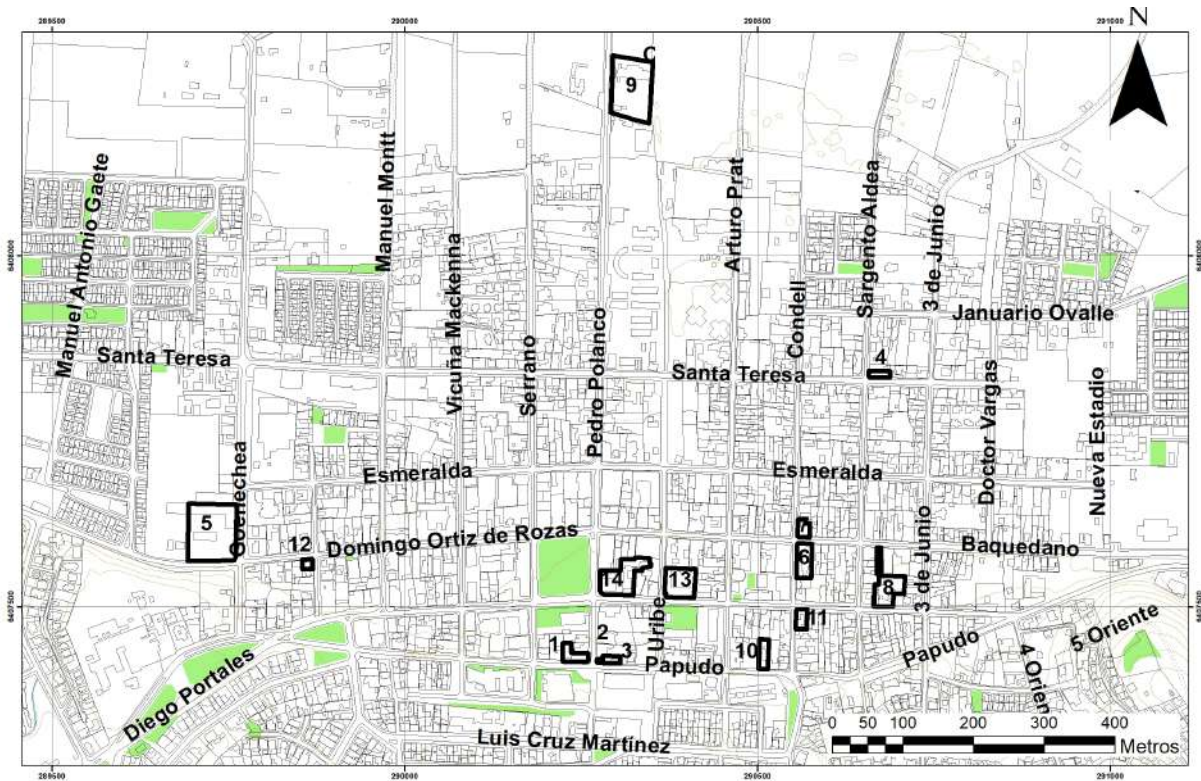 289500
290000
290500
291000
N
C
9
Manuel Antonio Gaete
Manuel Montt
Vicuña Mackenna
Serrano
Pedro Polanco
Arturo Prat
Condell
Sargento Aldea
3 de Junio
Januario Ovalle
Santa Teresa
Santa Teresa
4
Doctor Vargas
Nueva Estadio
Esmeralda
Esmeralda
5
12
Domingo Ortiz de Rozas
6
Baquedano
14
13
8
3 de Junio
Uribe
11
2
1
3
Papudo
10
Papudo
5 Oriente
Diego Portales
Luis Cruz Martínez
0 50 100 200 300 400
Metros
289500
290000
290500
291000